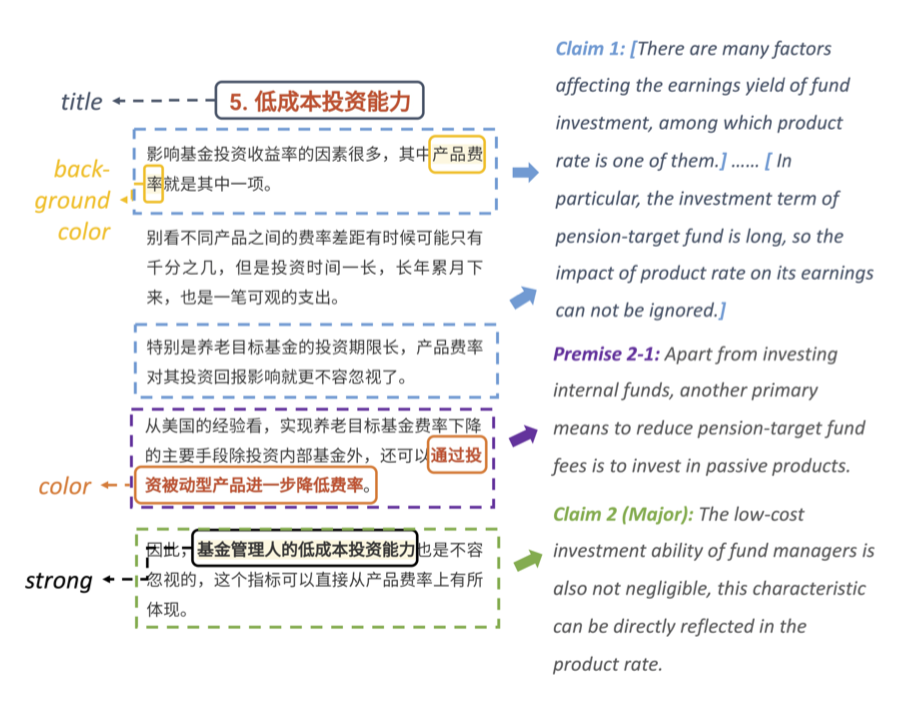 title
5. 低成本投资能力
back-
ground
color
影响基金投资收益率的因素很多，其中产品费
率就是其中一项。
别看不同产品之间的费率差距有时候可能只有
千分之几，但是投资时间一长，长年累月下
来，也是一笔可观的支出。
特别是养老目标基金的投资期限长，产品费率
对其投资回报影响就更不容忽视了。
从美国的经验看，实现养老目标基金费率下降
的主要手段除投资内部基金外，还可以通过投
资被动型产品进一步降低费率。
color
因此，基金管理人的低成本投资能力也是不容
忽视的，这个指标可以直接从产品费率上有所
体现。
strong
Claim 1: [There are many factors
affecting the earnings yield of fund
investment, among which product
rate is one of them.] ...... [ In
particular, the investment term of
pension-target fund is long, so the
impact of product rate on its earnings
can not be ignored.]
Premise 2-1: Apart from investing
internal funds, another primary
means to reduce pension-target fund
fees is to invest in passive products.
Claim 2 (Major): The low-cost
investment ability of fund managers is
also not negligible, this characteristic
can be directly reflected in the
product rate.